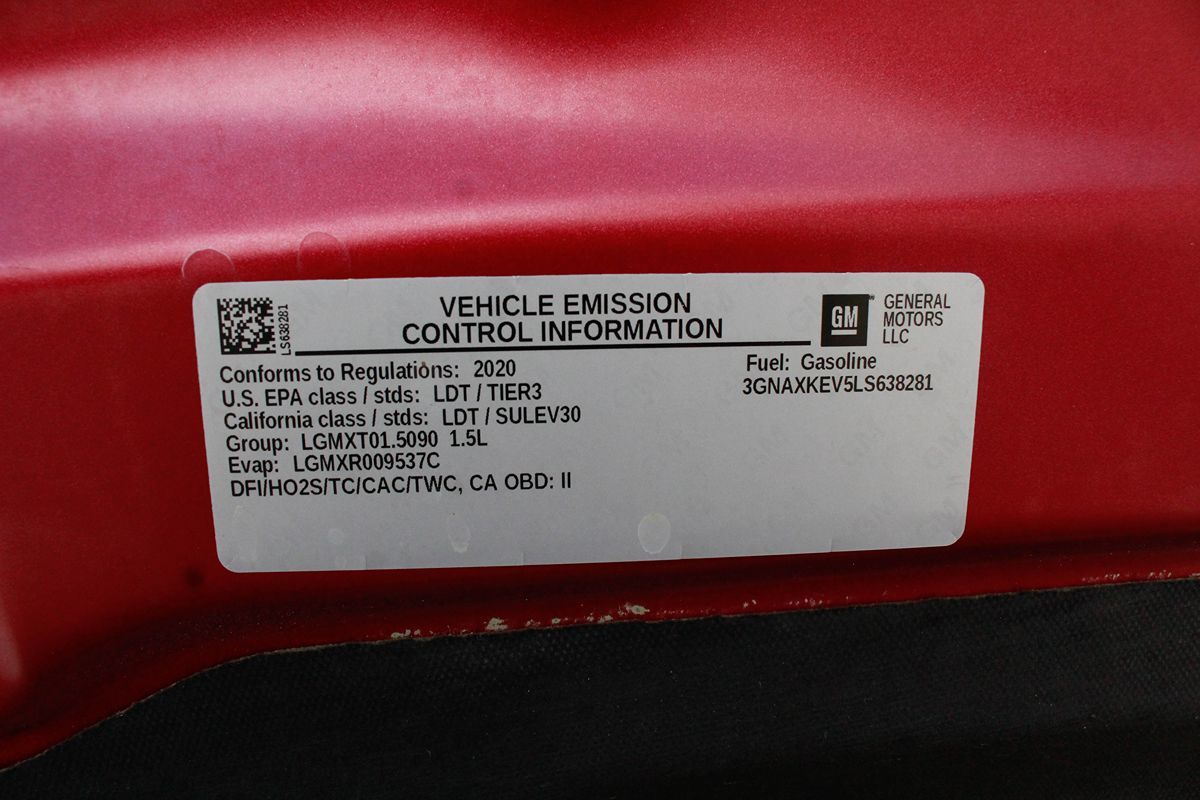 LS638281
VEHICLE EMISSION
CONTROL INFORMATION
GM
GENERAL
MOTORS
LLC
Conforms to Regulations: 2020
U.S. EPA class / stds: LDT / TIER3
California class / stds: LDT / SULEV30
Group: LGMXT01.5090 1.5L
Evap: LGMXR009537C
DFI/HO2S/TC/CAC/TWC, CA OBD: II
Fuel: Gasoline
3GNAXKEV5LS638281